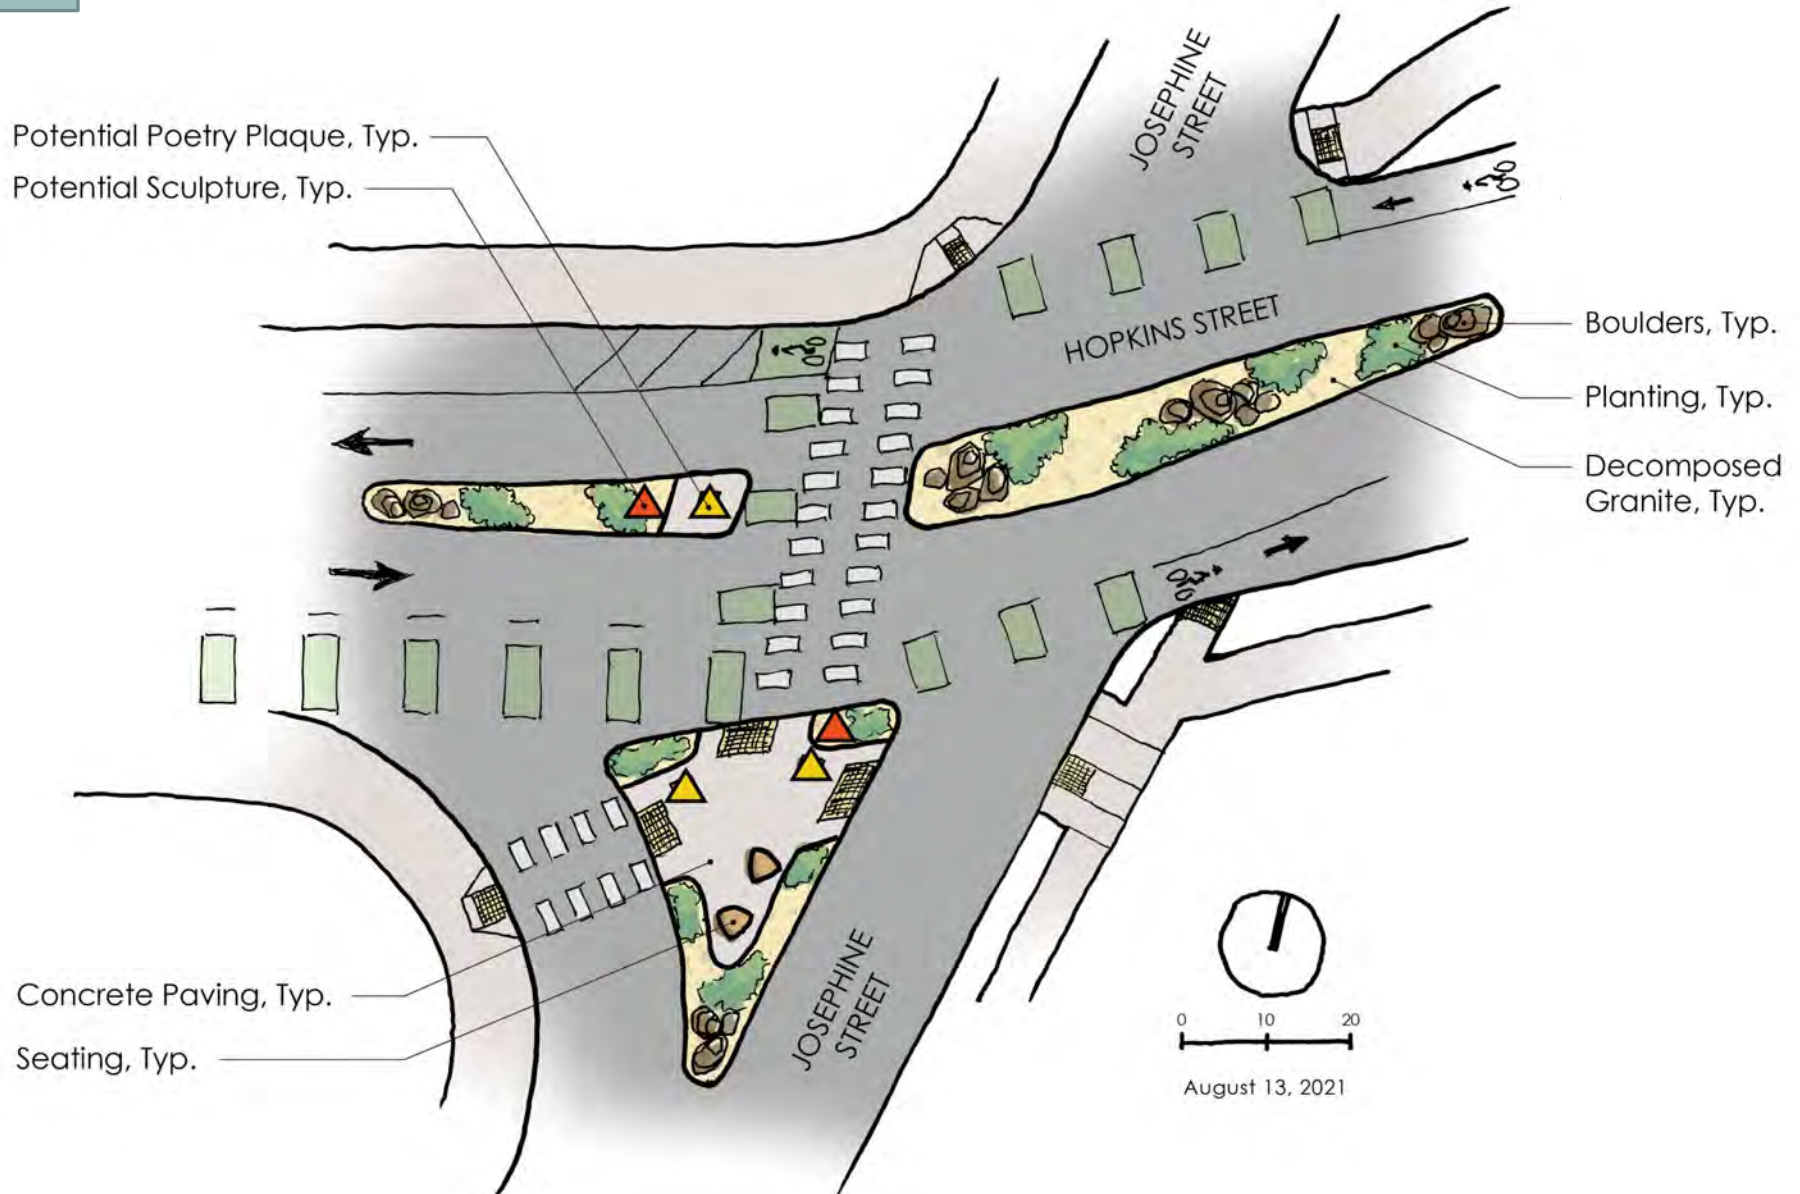 Potential Poetry Plaque, Typ.
Potential Sculpture, Typ.
JOSEPHINE
STREET
HOPKINS STREET
Boulders, Typ.
Planting, Typ.
Decomposed
Granite, Typ.
Concrete Paving, Typ.
Seating, Typ.
JOSEPHINE
STREET
0 10 20
August 13, 2021